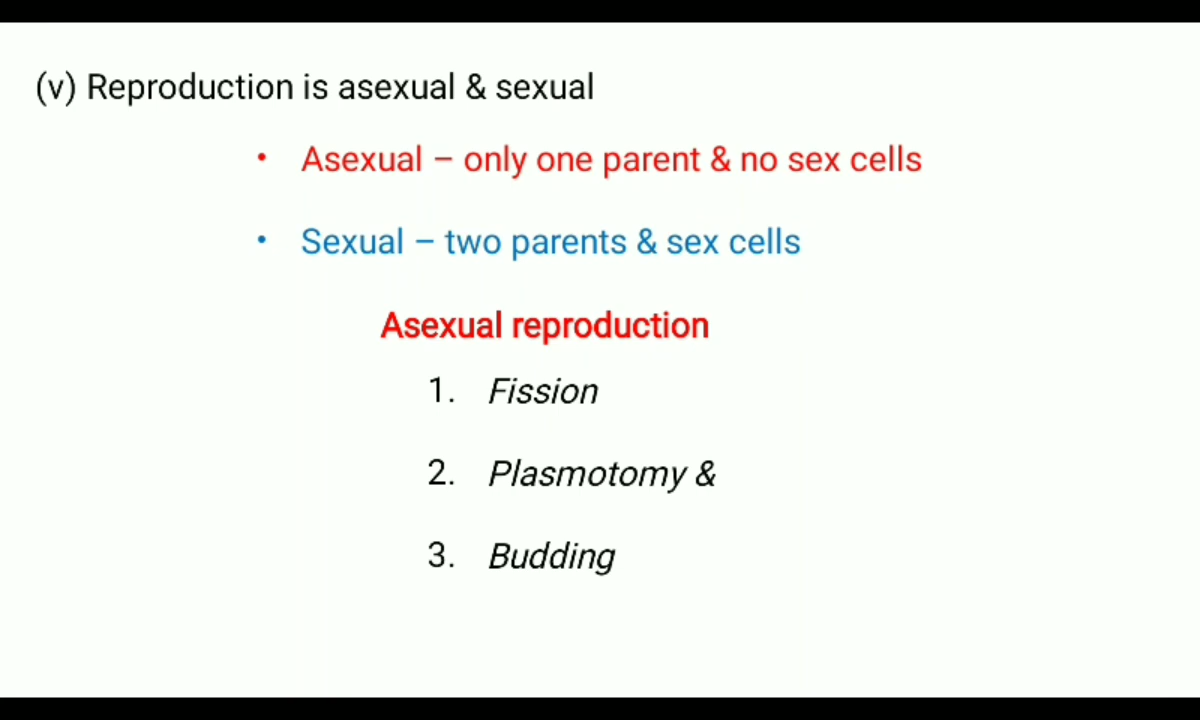 (v) Reproduction is asexual & sexual
• Asexual – only one parent & no sex cells
• Sexual – two parents & sex cells
Asexual reproduction
1. Fission
2. Plasmotomy &
3. Budding